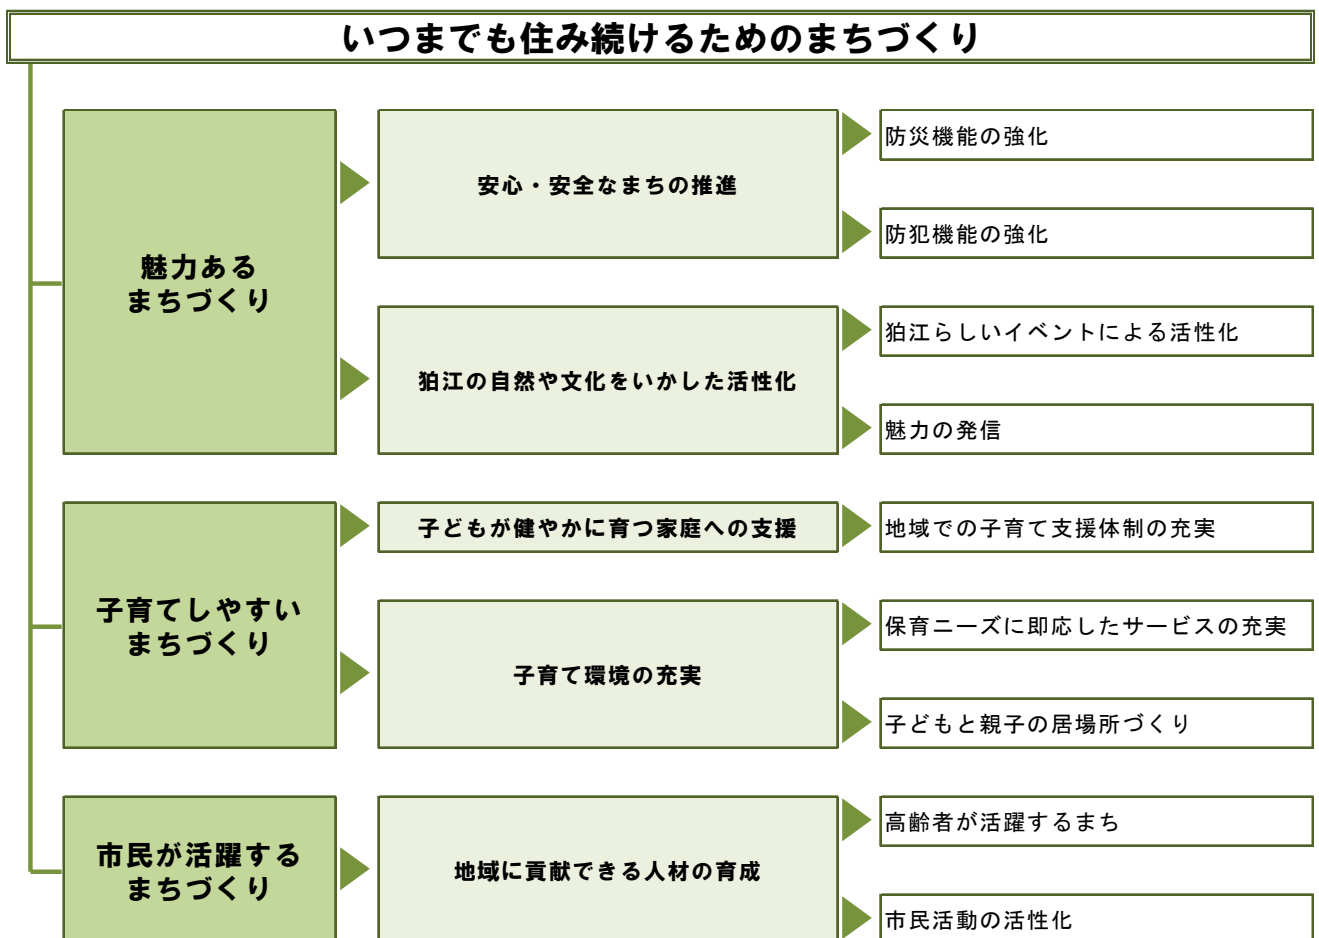 いつまでも住み続けるためのまちづくり
魅力ある
まちづくり
安心・安全なまちの推進
防災機能の強化
防犯機能の強化
狛江の自然や文化をいかした活性化
狛江らしいイベントによる活性化
魅力の発信
子育てしやすい
まちづくり
子どもが健やかに育つ家庭への支援
地域での子育て支援体制の充実
子育て環境の充実
保育ニーズに即応したサービスの充実
子どもと親子の居場所づくり
市民が活躍する
まちづくり
地域に貢献できる人材の育成
高齢者が活躍するまち
市民活動の活性化